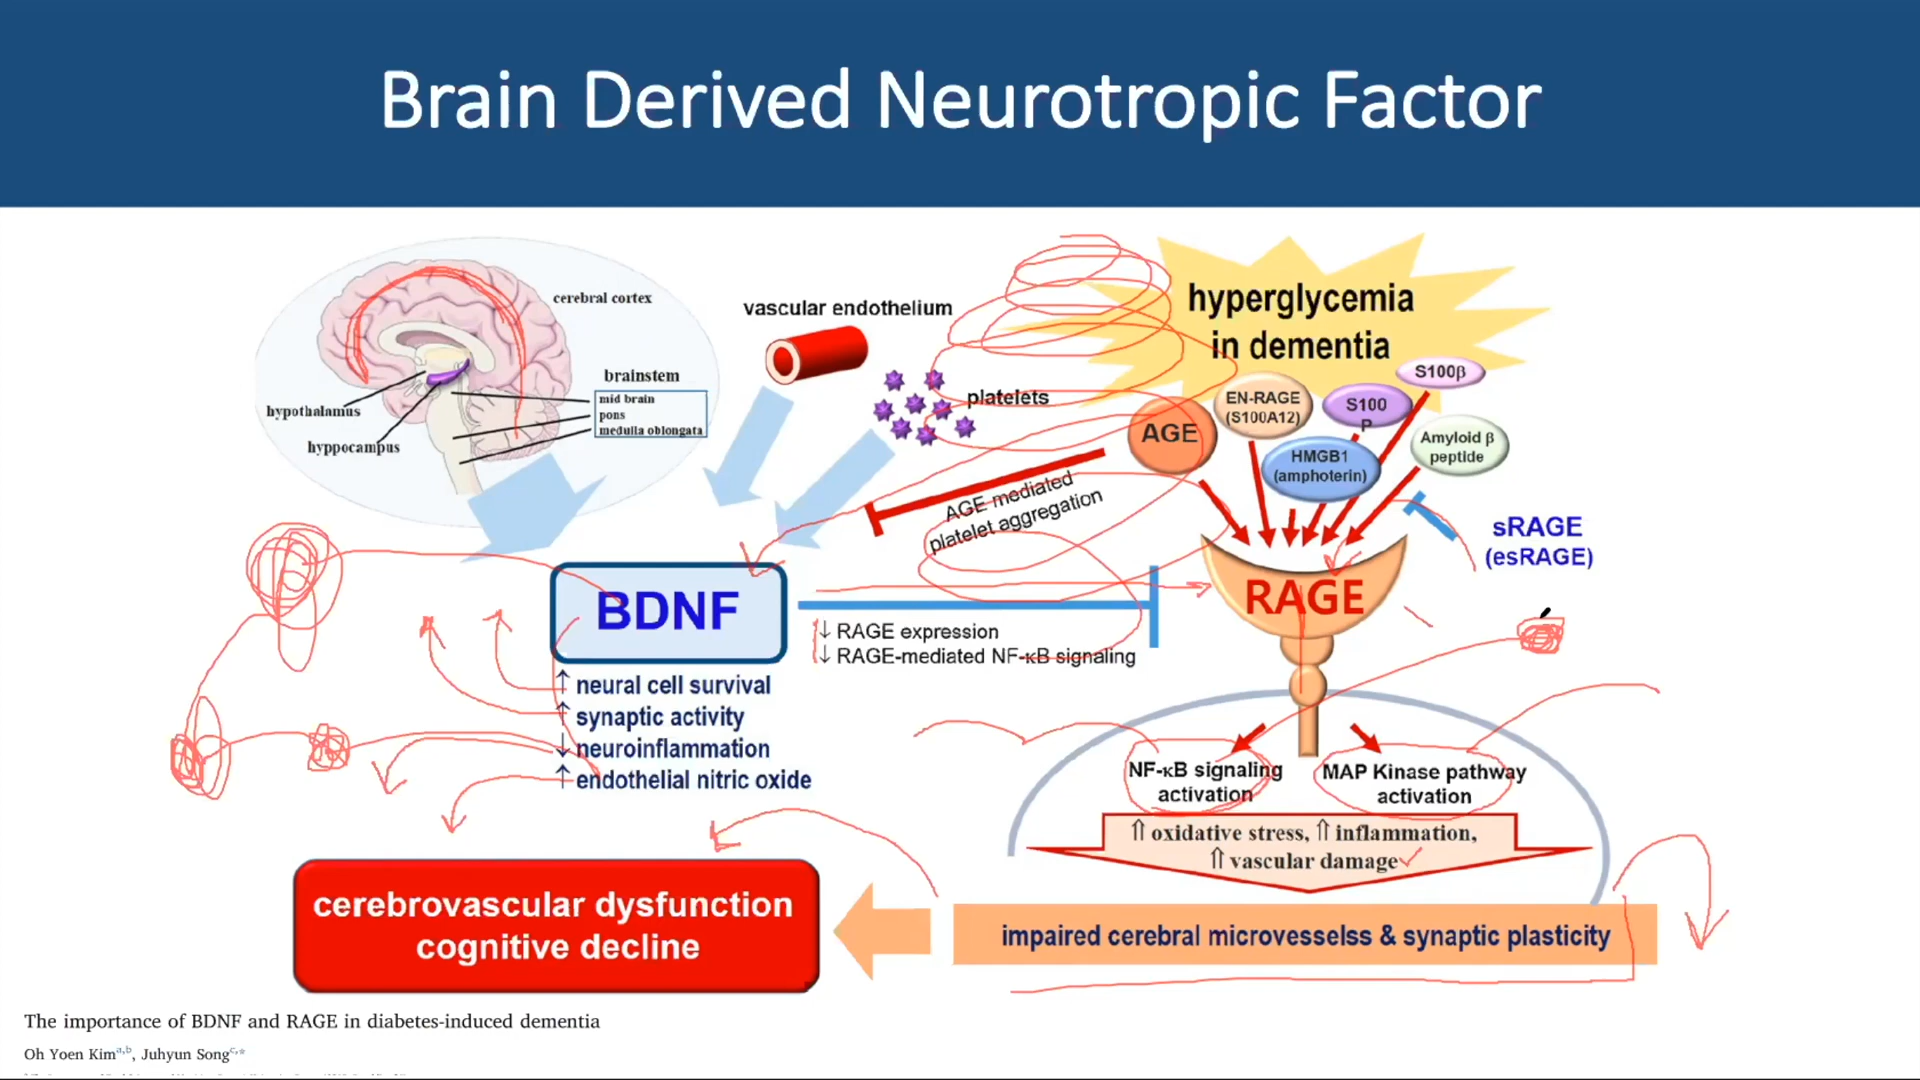 Brain Derived Neurotropic Factor
cerebral cortex
hypothalamus
hyppocampus
brainstem
mid brain
pons
medulla oblongata
vascular endothelium
platelets
hyperglycemia
in dementia
AGE
EN-RAGE
(S100A12)
S100
P
S100β
HMGB1
(amphoterin)
Amyloid β
peptide
AGE mediated
platelet aggregation
sRAGE
(esRAGE)
RAGE
BDNF
↓ RAGE expression
↓ RAGE-mediated NF-κB signaling
↑ neural cell survival
↑ synaptic activity
↓ neuroinflammation
↑ endothelial nitric oxide
NF-κB signaling
activation
MAP Kinase pathway
activation
⇑ oxidative stress, ⇑ inflammation,
⇑ vascular damage
impaired cerebral microvesselss & synaptic plasticity
cerebrovascular dysfunction
cognitive decline
The importance of BDNF and RAGE in diabetes-induced dementia
Oh Yoen Kim a,b, Juhyun Song c,*